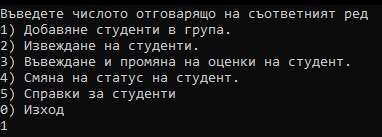 Въведете числото отговарящо на съответният ред
1) Добавяне студенти в група.
2) Извеждане на студенти.
3) Въвеждане и промяна на оценки на студент.
4) Смяна на статус на студент.
5) Справки за студенти
0) Изход
1